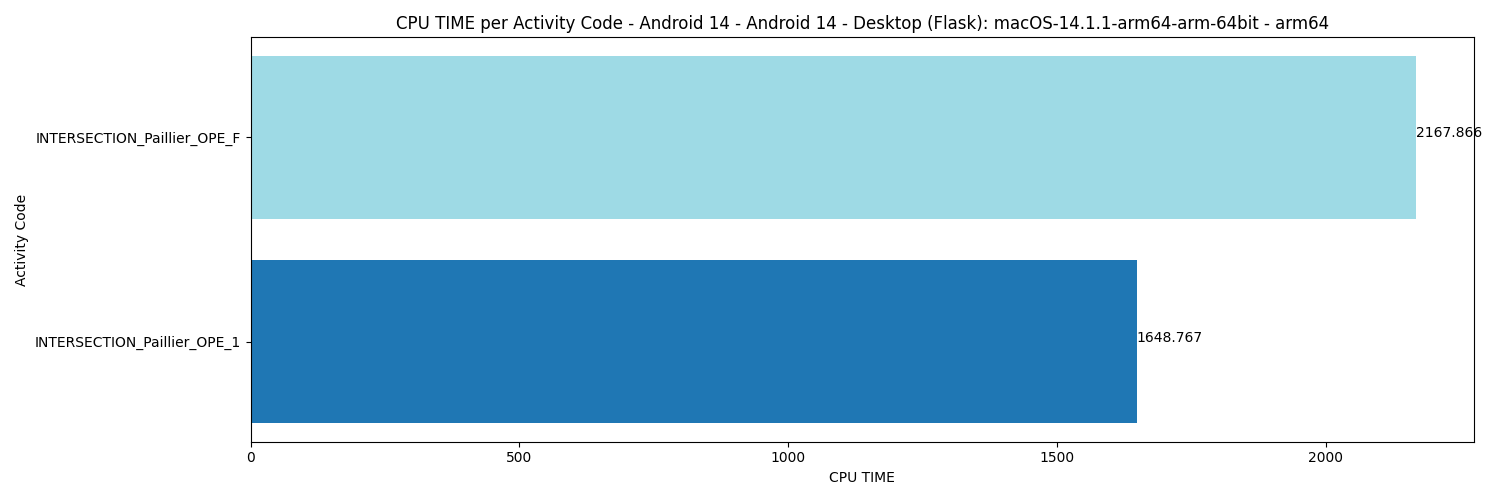 CPU TIME per Activity Code - Android 14 - Android 14 - Desktop (Flask): macOS-14.1.1-arm64-arm-64bit - arm64
INTERSECTION_Paillier_OPE_F
2167.866
Activity Code
INTERSECTION_Paillier_OPE_1
1648.767
0
500
1000
1500
2000
CPU TIME